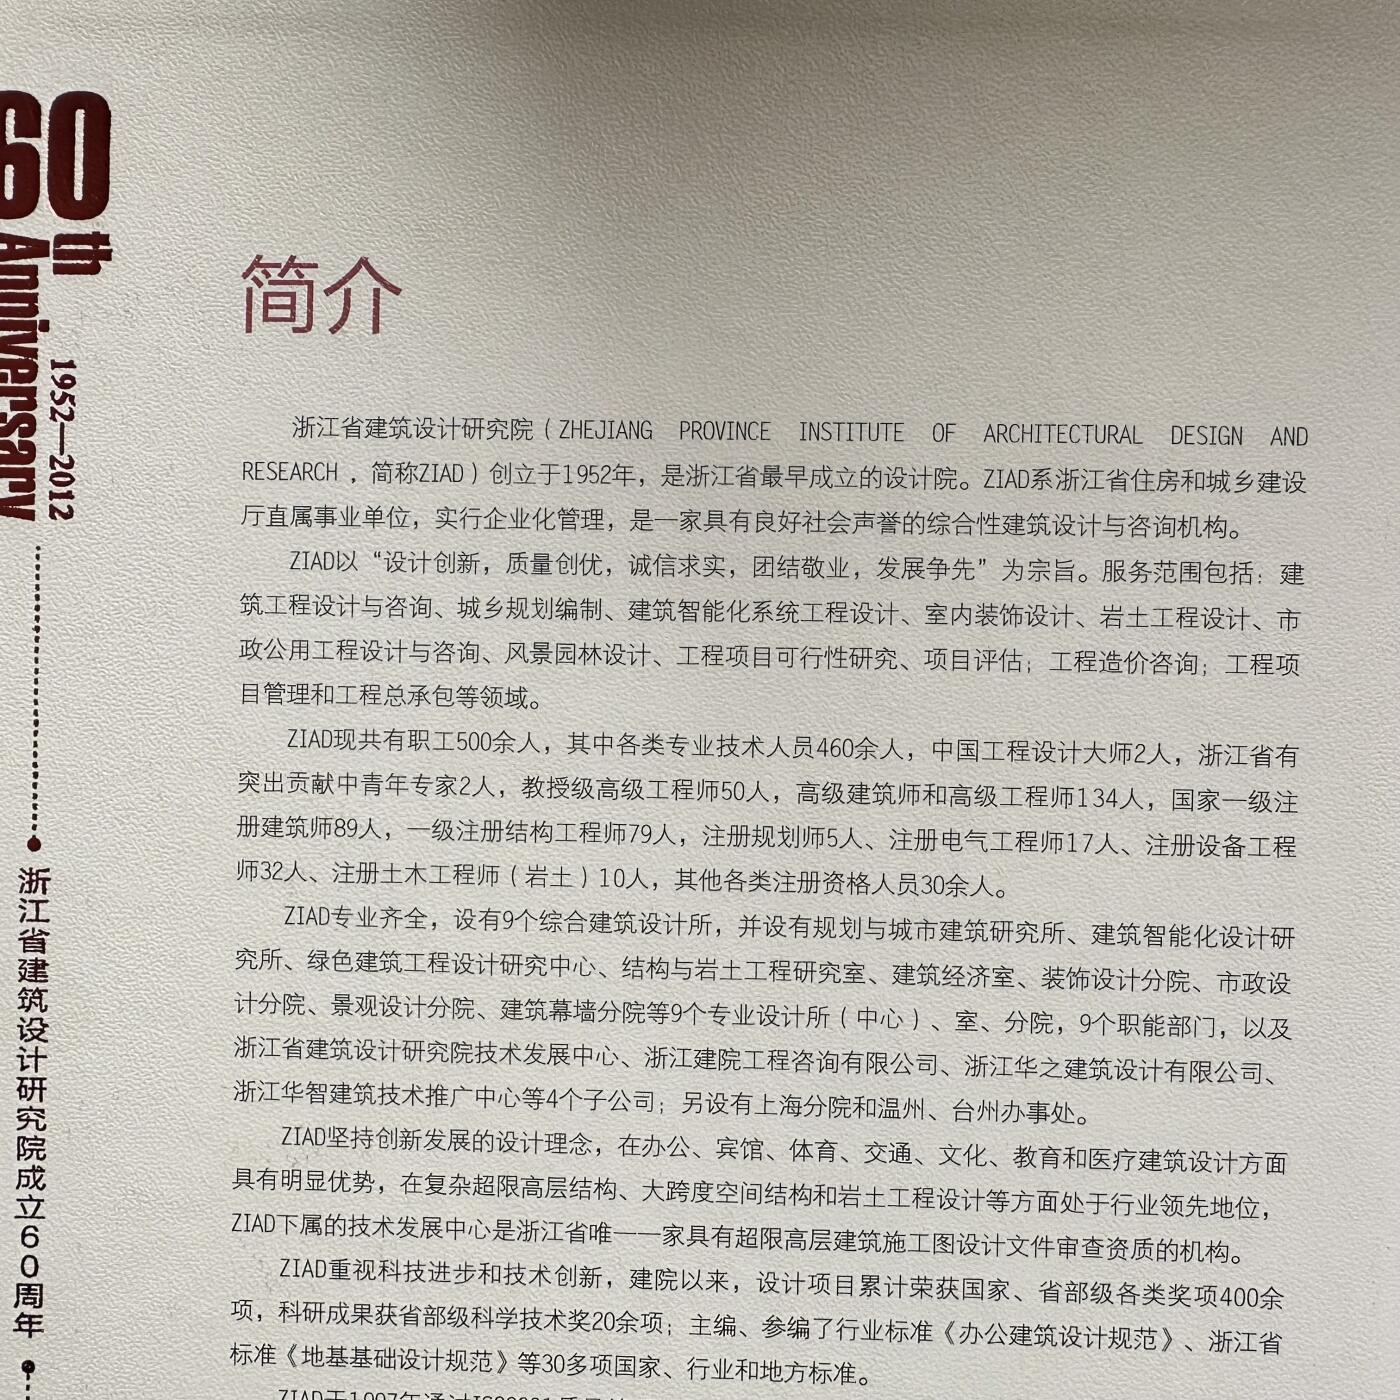 60th
Anniversary
1952—2012
浙江省建筑设计研究院成立60周年
简介
浙江省建筑设计研究院（ZHEJIANG PROVINCE INSTITUTE OF ARCHITECTURAL DESIGN AND
RESEARCH，简称ZIAD）创立于1952年，是浙江省最早成立的设计院。ZIAD系浙江省住房和城乡建设
厅直属事业单位，实行企业化管理，是一家具有良好社会声誉的综合性建筑设计与咨询机构。
ZIAD以“设计创新，质量创优，诚信求实，团结敬业，发展争先”为宗旨。服务范围包括：建
筑工程设计与咨询、城乡规划编制、建筑智能化系统工程设计、室内装饰设计、岩土工程设计、市
政公用工程设计与咨询、风景园林设计、工程项目可行性研究、项目评估；工程造价咨询；工程项
目管理和工程总承包等领域。
ZIAD现共有职工500余人，其中各类专业技术人员460余人，中国工程设计大师2人，浙江省有
突出贡献中青年专家2人，教授级高级工程师50人，高级建筑师和高级工程师134人，国家一级注
册建筑师89人，一级注册结构工程师79人，注册规划师5人、注册电气工程师17人、注册设备工程
师32人、注册土木工程师（岩土）10人，其他各类注册资格人员30余人。
ZIAD专业齐全，设有9个综合建筑设计所，并设有规划与城市建筑研究所、建筑智能化设计研
究所、绿色建筑工程设计研究中心、结构与岩土工程研究室、建筑经济室、装饰设计分院、市政设
计分院、景观设计分院、建筑幕墙分院等9个专业设计所（中心）、室、分院，9个职能部门，以及
浙江省建筑设计研究院技术发展中心、浙江建院工程咨询有限公司、浙江华之建筑设计有限公司、
浙江华智建筑技术推广中心等4个子公司；另设有上海分院和温州、台州办事处。
ZIAD坚持创新发展的设计理念，在办公、宾馆、体育、交通、文化、教育和医疗建筑设计方面
具有明显优势，在复杂超限高层结构、大跨度空间结构和岩土工程设计等方面处于行业领先地位，
ZIAD下属的技术发展中心是浙江省唯一一家具有超限高层建筑施工图设计文件审查资质的机构。
ZIAD重视科技进步和技术创新，建院以来，设计项目累计荣获国家、省部级各类奖项400余
项，科研成果获省部级科学技术奖20余项；主编、参编了行业标准《办公建筑设计规范》、浙江省
标准《地基基础设计规范》等30多项国家、行业和地方标准。